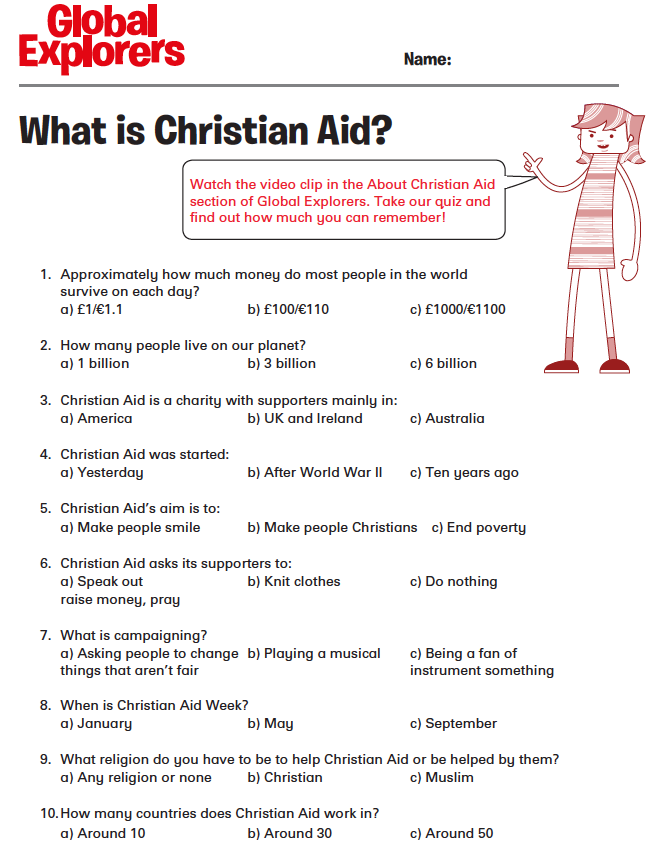 Global
Explorers
Name:
What is Christian Aid?
Watch the video clip in the About Christian Aid
section of Global Explorers. Take our quiz and
find out how much you can remember!
1. Approximately how much money do most people in the world
survive on each day?
a) £1/€1.1 b) £100/€110 c) £1000/€1100
2. How many people live on our planet?
a) 1 billion b) 3 billion c) 6 billion
3. Christian Aid is a charity with supporters mainly in:
a) America b) UK and Ireland c) Australia
4. Christian Aid was started:
a) Yesterday b) After World War II c) Ten years ago
5. Christian Aid's aim is to:
a) Make people smile b) Make people Christians c) End poverty
6. Christian Aid asks its supporters to:
a) Speak out b) Knit clothes c) Do nothing
raise money, pray
7. What is campaigning?
a) Asking people to change b) Playing a musical c) Being a fan of
things that aren't fair instrument something
8. When is Christian Aid Week?
a) January b) May c) September
9. What religion do you have to be to help Christian Aid or be helped by them?
a) Any religion or none b) Christian c) Muslim
10. How many countries does Christian Aid work in?
a) Around 10 b) Around 30 c) Around 50